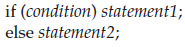 if (condition) statement1;
else statement2;